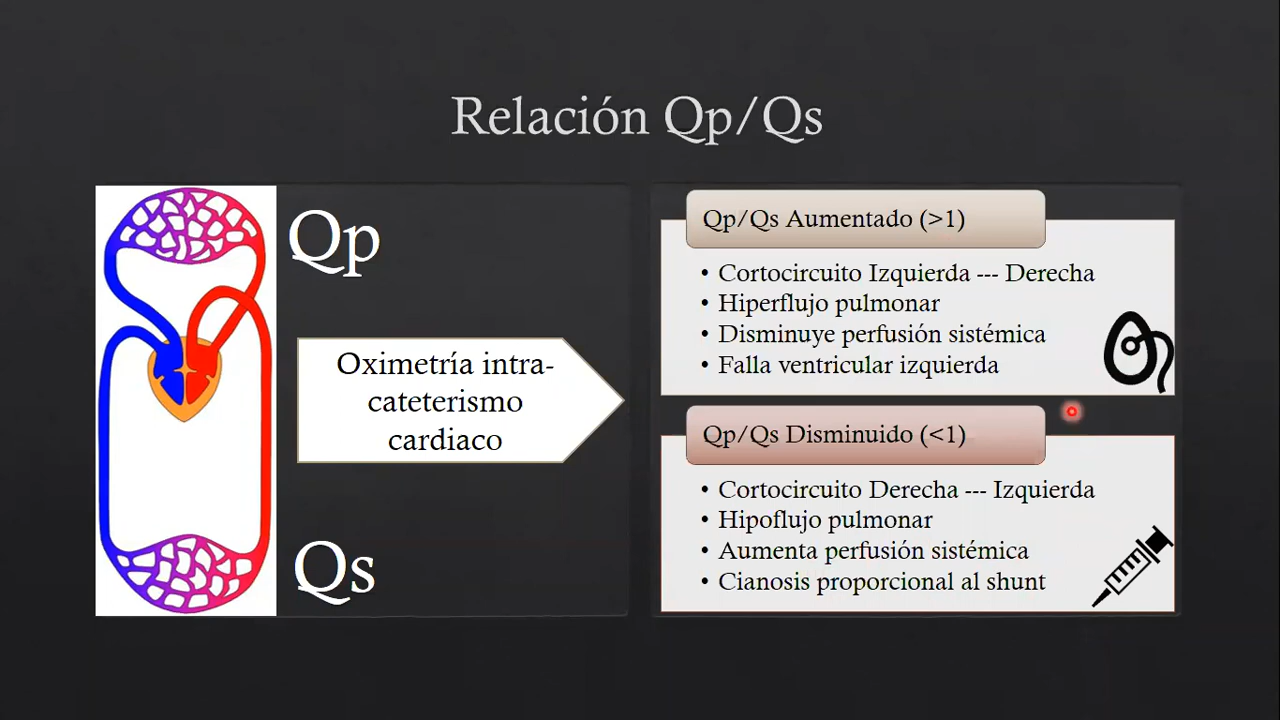 Relación Qp/Qs
Qp
Oximetría intra-
cateterismo
cardiaco
Qs
Qp/Qs Aumentado (>1)
• Cortocircuito Izquierda --- Derecha
• Hiperflujo pulmonar
• Disminuye perfusión sistémica
• Falla ventricular izquierda
Qp/Qs Disminuido (<1)
• Cortocircuito Derecha --- Izquierda
• Hipoflujo pulmonar
• Aumenta perfusión sistémica
• Cianosis proporcional al shunt